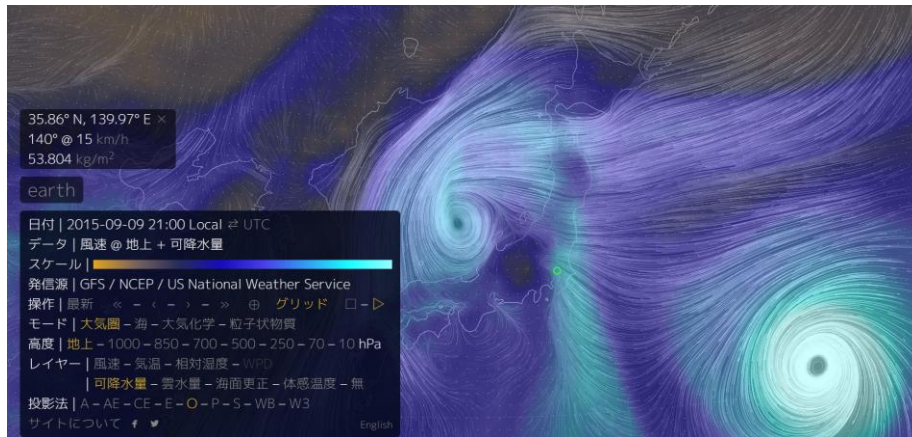 35.86° N, 139.97° E ×
140° @ 15 km/h
53.804 kg/m²
earth
日付 | 2015-09-09 21:00 Local ⇄ UTC
データ | 風速 @ 地上 + 可降水量
スケール |
発信源 | GFS / NCEP / US National Weather Service
操作 | 最新 « – ‹ – › – » ⊕ グリッド □ – ▷
モード | 大気圏 – 海 – 大気化学 – 粒子状物質
高度 | 地上 – 1000 – 850 – 700 – 500 – 250 – 70 – 10 hPa
レイヤー | 風速 – 気温 – 相対湿度 – WPD
| 可降水量 – 雲水量 – 海面更正 – 体感温度 – 無
投影法 | A – AE – CE – E – O – P – S – WB – W3
サイトについて English